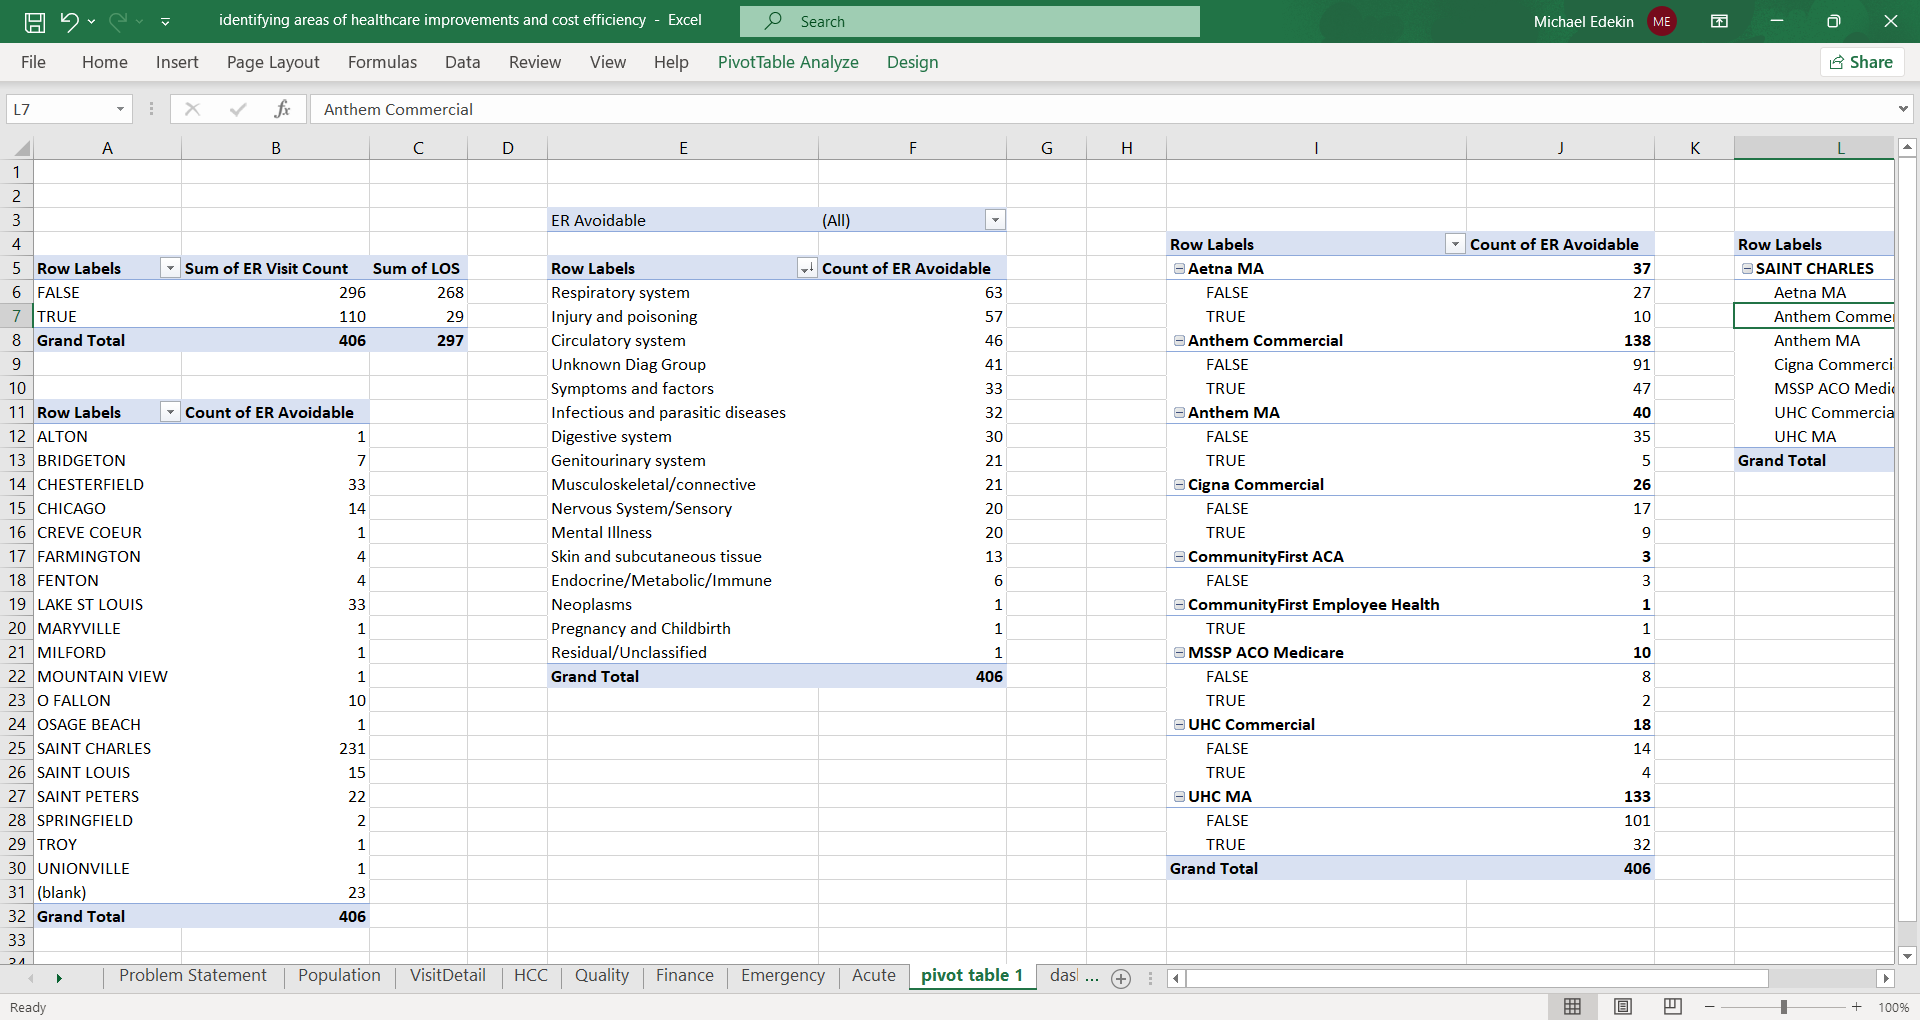 identifying areas of healthcare improvements and cost efficiency - Excel
Search
Michael Edekin ME
File Home Insert Page Layout Formulas Data Review View Help PivotTable Analyze Design Share
L7 fx Anthem Commercial
A B C D E F G H I J K L
1
2
3 ER Avoidable (All)
4 Row Labels Count of ER Avoidable Row Labels
5 Row Labels Sum of ER Visit Count Sum of LOS Row Labels Count of ER Avoidable Aetna MA 37 SAINT CHARLES
6 FALSE 296 268 Respiratory system 63 FALSE 27 Aetna MA
7 TRUE 110 29 Injury and poisoning 57 TRUE 10 Anthem Commer
8 Grand Total 406 297 Circulatory system 46 Anthem Commercial 138 Anthem MA
9 Unknown Diag Group 41 FALSE 91 Cigna Commerci
10 Symptoms and factors 33 TRUE 47 MSSP ACO Medi
11 Row Labels Count of ER Avoidable Infectious and parasitic diseases 32 Anthem MA 40 UHC Commercia
12 ALTON 1 Digestive system 30 FALSE 35 UHC MA
13 BRIDGETON 7 Genitourinary system 21 TRUE 5 Grand Total
14 CHESTERFIELD 33 Musculoskeletal/connective 21 Cigna Commercial 26
15 CHICAGO 14 Nervous System/Sensory 20 FALSE 17
16 CREVE COEUR 1 Mental Illness 20 TRUE 9
17 FARMINGTON 4 Skin and subcutaneous tissue 13 CommunityFirst ACA 3
18 FENTON 4 Endocrine/Metabolic/Immune 6 FALSE 3
19 LAKE ST LOUIS 33 Neoplasms 1 CommunityFirst Employee Health 1
20 MARYVILLE 1 Pregnancy and Childbirth 1 TRUE 1
21 MILFORD 1 Residual/Unclassified 1 MSSP ACO Medicare 10
22 MOUNTAIN VIEW 1 Grand Total 406 FALSE 8
23 O FALLON 10 TRUE 2
24 OSAGE BEACH 1 UHC Commercial 18
25 SAINT CHARLES 231 FALSE 14
26 SAINT LOUIS 15 TRUE 4
27 SAINT PETERS 22 UHC MA 133
28 SPRINGFIELD 2 FALSE 101
29 TROY 1 TRUE 32
30 UNIONVILLE 1 Grand Total 406
31 (blank) 23
32 Grand Total 406
33
34
Problem Statement Population VisitDetail HCC Quality Finance Emergency Acute pivot table 1 das ...
Ready 100%